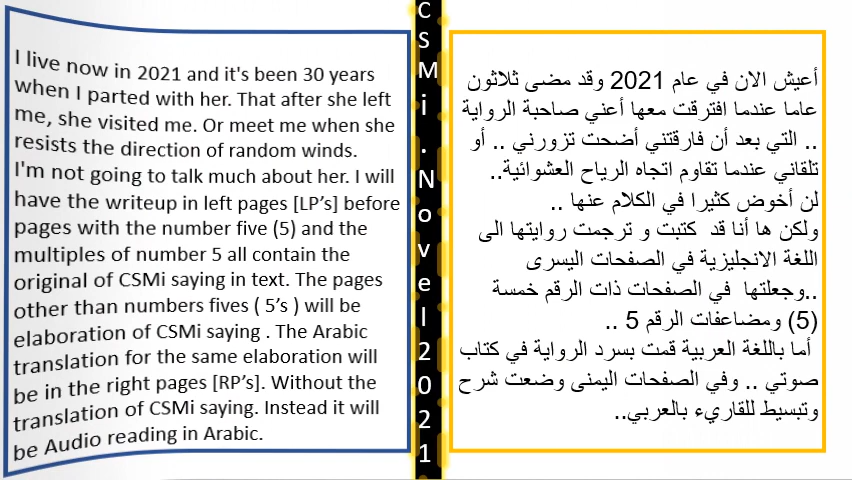 I live now in 2021 and it's been 30 years
when I parted with her. That after she left
me, she visited me. Or meet me when she
resists the direction of random winds.
I'm not going to talk much about her. I will
have the writeup in left pages [LP's] before
pages with the number five (5) and the
multiples of number 5 all contain the
original of CSMi saying in text. The pages
other than numbers fives ( 5's ) will be
elaboration of CSMi saying . The Arabic
translation for the same elaboration will
be in the right pages [RP's]. Without the
translation of CSMi saying. Instead it will
be Audio reading in Arabic.
CSMi.Novel2021
أعيش الان في عام 2021 وقد مضى ثلاثون
عاما عندما افترقت معها أعني صاحبة الرواية
.. التي بعد أن فارقتني أضحت تزورني .. أو
تلقاني عندما تقاوم اتجاه الرياح العشوائية..
لن أخوض كثيرا في الكلام عنها ..
ولكن ها أنا قد كتبت و ترجمت روايتها الى
اللغة الانجليزية في الصفحات اليسرى
..وجعلتها في الصفحات ذات الرقم خمسة
(5) ومضاعفات الرقم 5 ..
أما باللغة العربية قمت بسرد الرواية في كتاب
صوتي .. وفي الصفحات اليمنى وضعت شرح
وتبسيط للقاريء بالعربي..